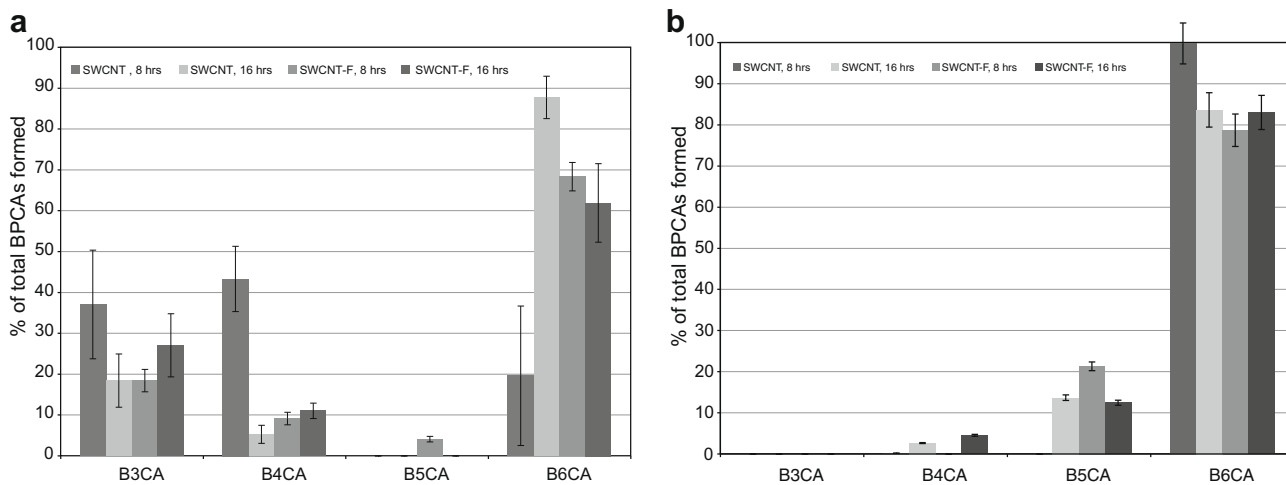 a
% of total BPCAs formed
100
90
80
70
60
50
40
30
20
10
0
SWCNT , 8 hrs SWCNT, 16 hrs SWCNT-F, 8 hrs SWCNT-F, 16 hrs
B3CA B4CA B5CA B6CA
b
% of total BPCAs formed
100
90
80
70
60
50
40
30
20
10
0
SWCNT, 8 hrs SWCNT, 16 hrs SWCNT-F, 8 hrs SWCNT-F, 16 hrs
B3CA B4CA B5CA B6CA